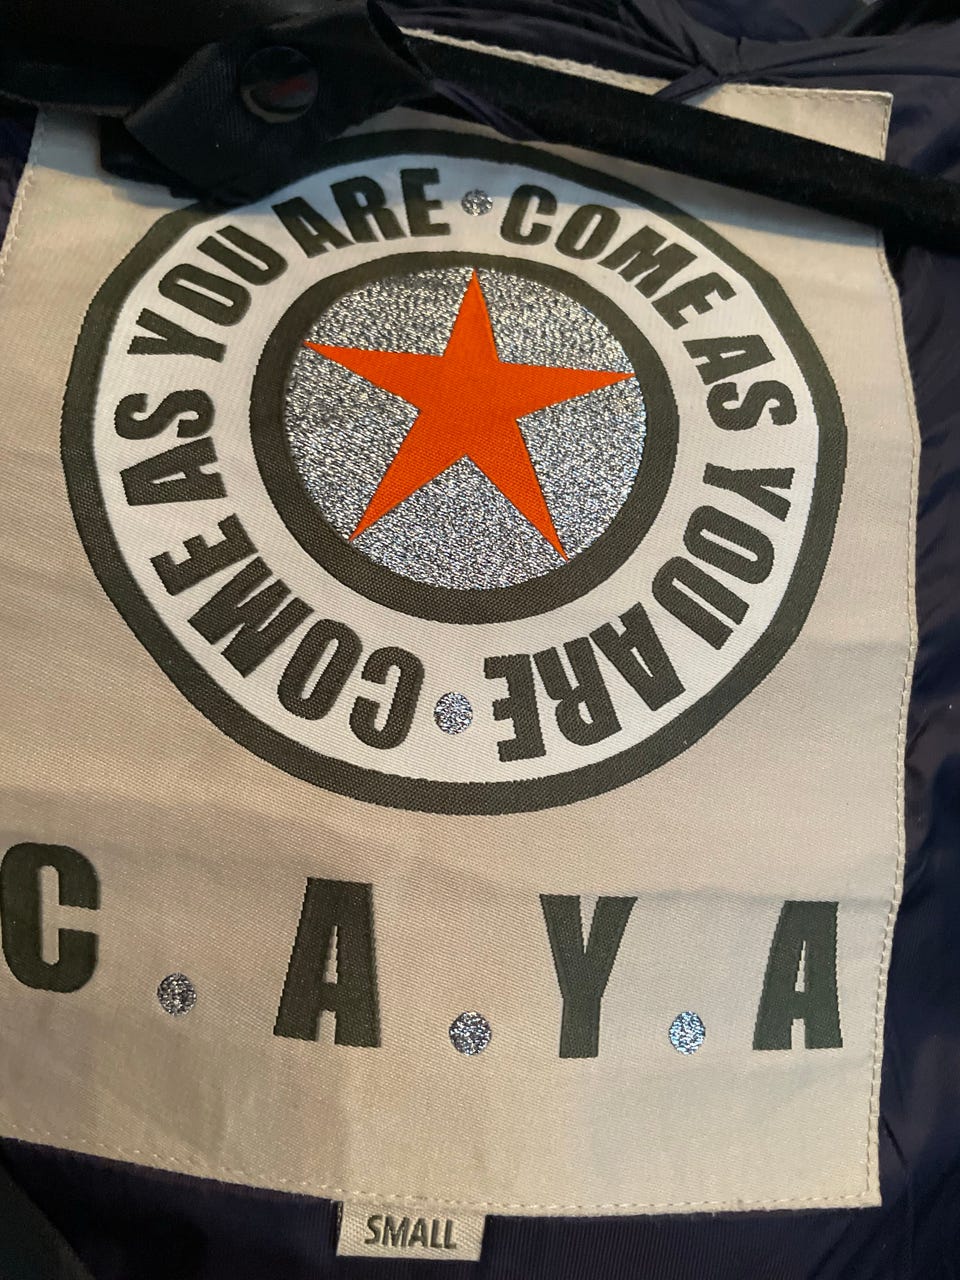 COME AS YOU ARE · COME AS YOU ARE ·
C.A.Y.A
SMALL